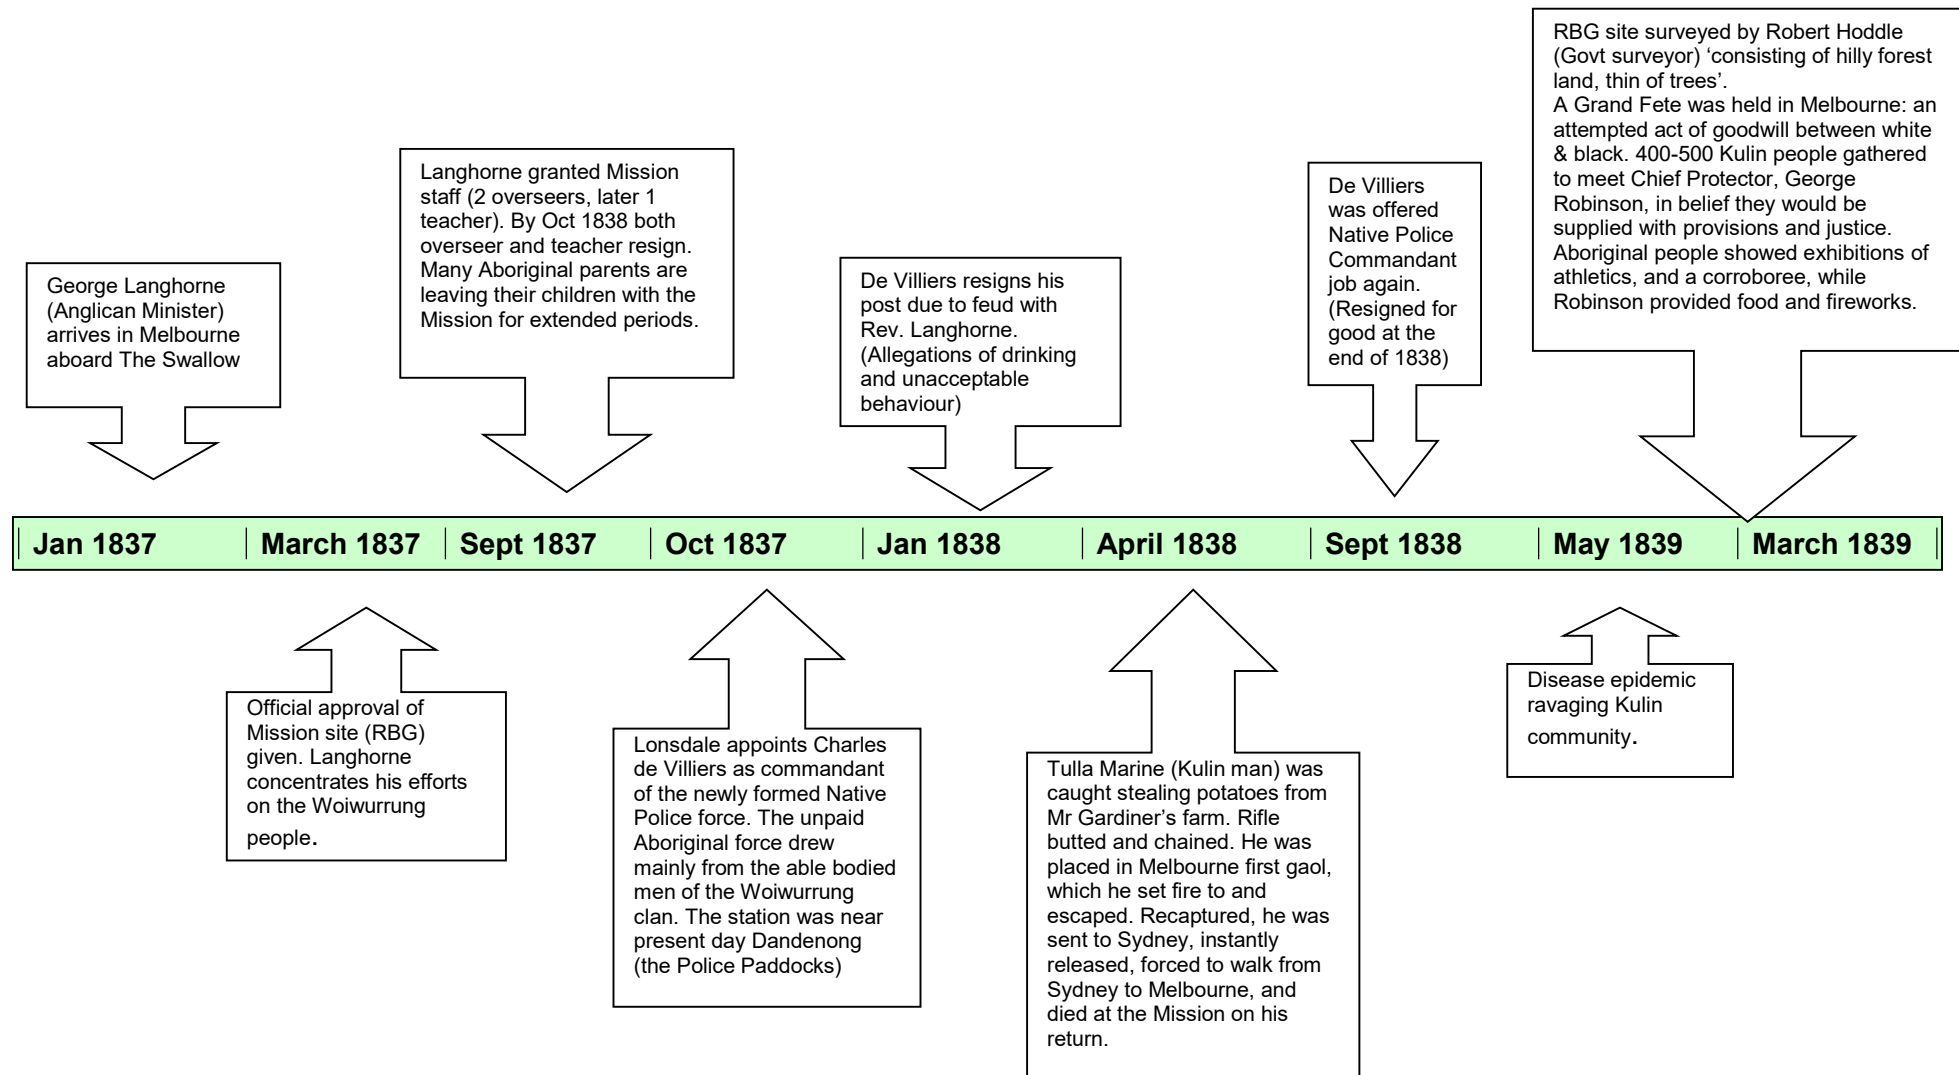 RBG site surveyed by Robert Hoddle
(Govt surveyor) ‘consisting of hilly forest
land, thin of trees’.
A Grand Fete was held in Melbourne: an
attempted act of goodwill between white
& black. 400-500 Kulin people gathered
to meet Chief Protector, George
Robinson, in belief they would be
supplied with provisions and justice.
Aboriginal people showed exhibitions of
athletics, and a corroboree, while
Robinson provided food and fireworks.
Langhorne granted Mission
staff (2 overseers, later 1
teacher). By Oct 1838 both
overseer and teacher resign.
Many Aboriginal parents are
leaving their children with the
Mission for extended periods.
De Villiers
was offered
Native Police
Commandant
job again.
(Resigned for
good at the
end of 1838)
George Langhorne
(Anglican Minister)
arrives in Melbourne
aboard The Swallow
De Villiers resigns his
post due to feud with
Rev. Langhorne.
(Allegations of drinking
and unacceptable
behaviour)
Jan 1837
March 1837
Sept 1837
Oct 1837
Jan 1838
April 1838
Sept 1838
May 1839
March 1839
Official approval of
Mission site (RBG)
given. Langhorne
concentrates his efforts
on the Woiwurrung
people.
Lonsdale appoints Charles
de Villiers as commandant
of the newly formed Native
Police force. The unpaid
Aboriginal force drew
mainly from the able bodied
men of the Woiwurrung
clan. The station was near
present day Dandenong
(the Police Paddocks)
Tulla Marine (Kulin man) was
caught stealing potatoes from
Mr Gardiner’s farm. Rifle
butted and chained. He was
placed in Melbourne first gaol,
which he set fire to and
escaped. Recaptured, he was
sent to Sydney, instantly
released, forced to walk from
Sydney to Melbourne, and
died at the Mission on his
return.
Disease epidemic
ravaging Kulin
community.